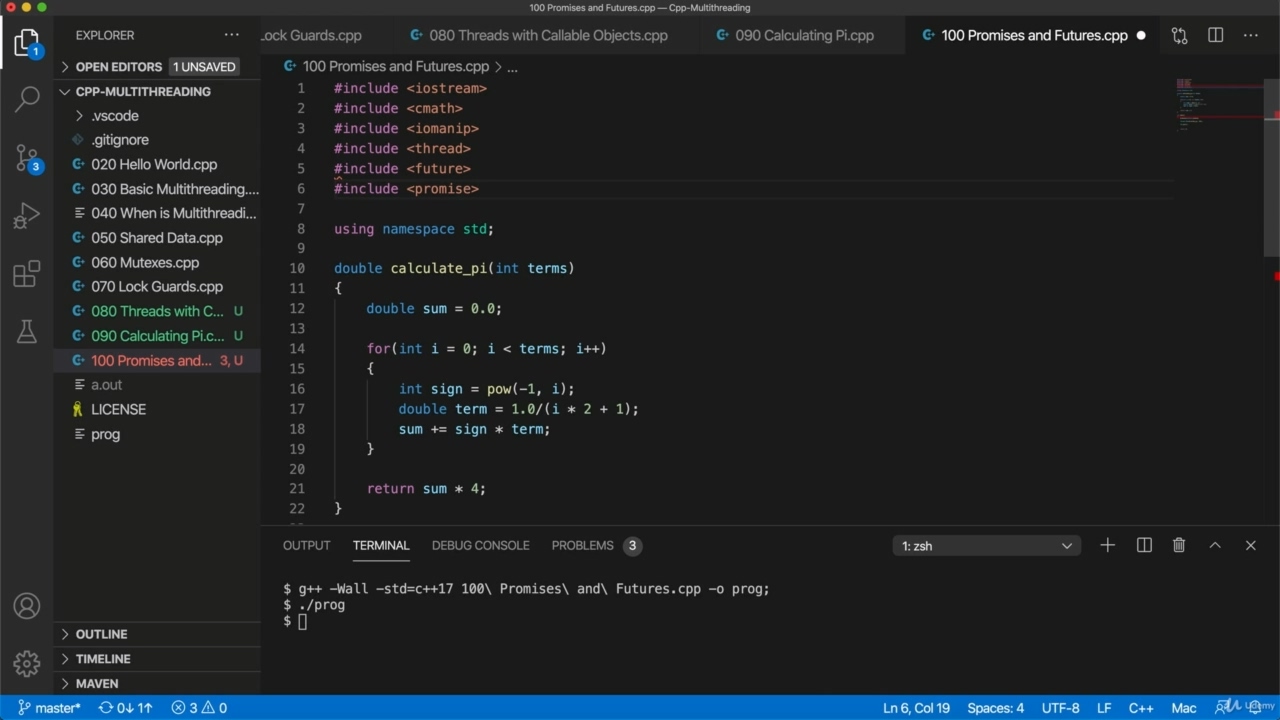 100 Promises and Futures.cpp — Cpp-Multithreading
EXPLORER
Lock Guards.cpp
080 Threads with Callable Objects.cpp
090 Calculating Pi.cpp
100 Promises and Futures.cpp
OPEN EDITORS 1 UNSAVED
CPP-MULTITHREADING
.vscode
.gitignore
020 Hello World.cpp
030 Basic Multithreading....
040 When is Multithreadi...
050 Shared Data.cpp
060 Mutexes.cpp
070 Lock Guards.cpp
080 Threads with C... U
090 Calculating Pi.c... U
100 Promises and... 3, U
a.out
LICENSE
prog
OUTLINE
TIMELINE
MAVEN
1
3
100 Promises and Futures.cpp > ...
1 #include <iostream>
2 #include <cmath>
3 #include <iomanip>
4 #include <thread>
5 #include <future>
6 #include <promise>
7
8 using namespace std;
9
10 double calculate_pi(int terms)
11 {
12 double sum = 0.0;
13
14 for(int i = 0; i < terms; i++)
15 {
16 int sign = pow(-1, i);
17 double term = 1.0/(i * 2 + 1);
18 sum += sign * term;
19 }
20
21 return sum * 4;
22 }
OUTPUT TERMINAL DEBUG CONSOLE PROBLEMS 3
1: zsh
$ g++ -Wall -std=c++17 100\ Promises\ and\ Futures.cpp -o prog;
$ ./prog
$
master* 0↓ 1↑ 3 0
Ln 6, Col 19 Spaces: 4 UTF-8 LF C++ Mac
Udemy